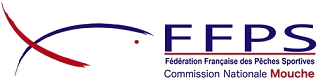 FFPS
Fédération Française des Pêches Sportives
Commission Nationale Mouche